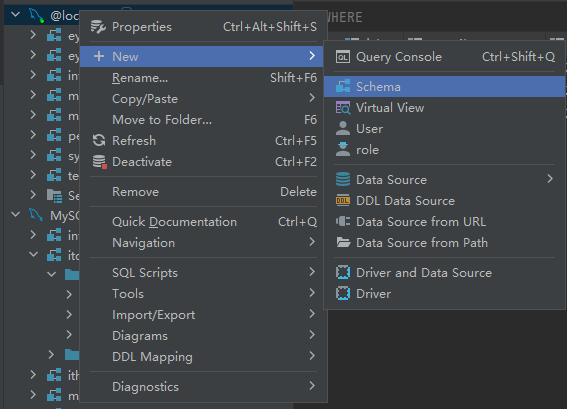 @loc
WHERE
ey
ey
in
m
m
pe
sy
te
Se
MySQ
in
itc
ith
m
Properties Ctrl+Alt+Shift+S
New
Rename... Shift+F6
Copy/Paste
Move to Folder... F6
Refresh Ctrl+F5
Deactivate Ctrl+F2
Remove Delete
Quick Documentation Ctrl+Q
Navigation
SQL Scripts
Tools
Import/Export
Diagrams
DDL Mapping
Diagnostics
Query Console Ctrl+Shift+Q
Schema
Virtual View
User
role
Data Source
DDL Data Source
Data Source from URL
Data Source from Path
Driver and Data Source
Driver